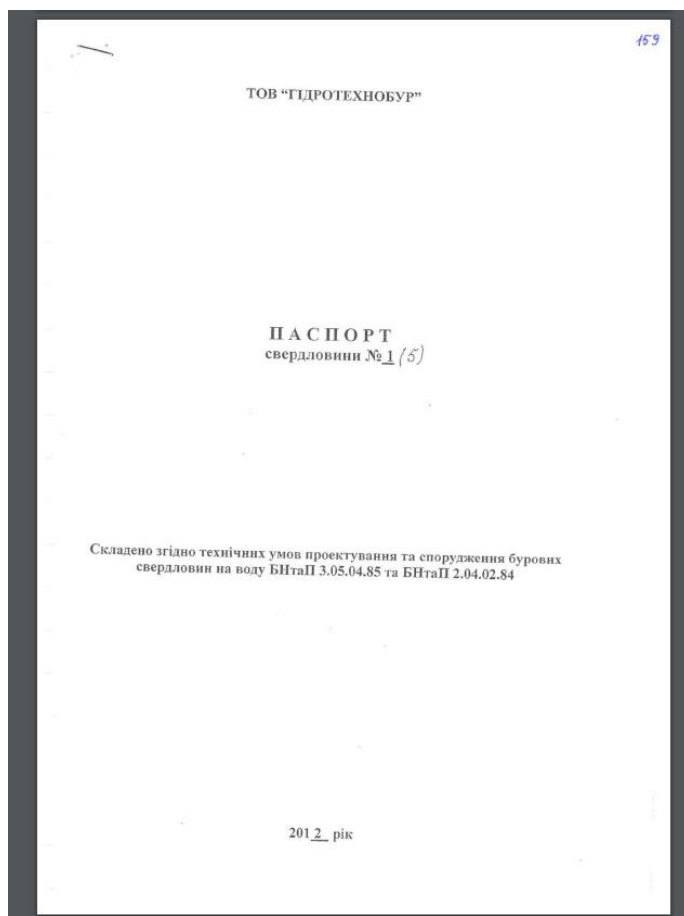 159
ТОВ “ГІДРОТЕХНОБУР”
П А С П О Р Т
свердловини № 1 (5)
Складено згідно технічних умов проектування та спорудження бурових
свердловин на воду БНтаП 3.05.04.85 та БНтаП 2.04.02.84
2012 рік